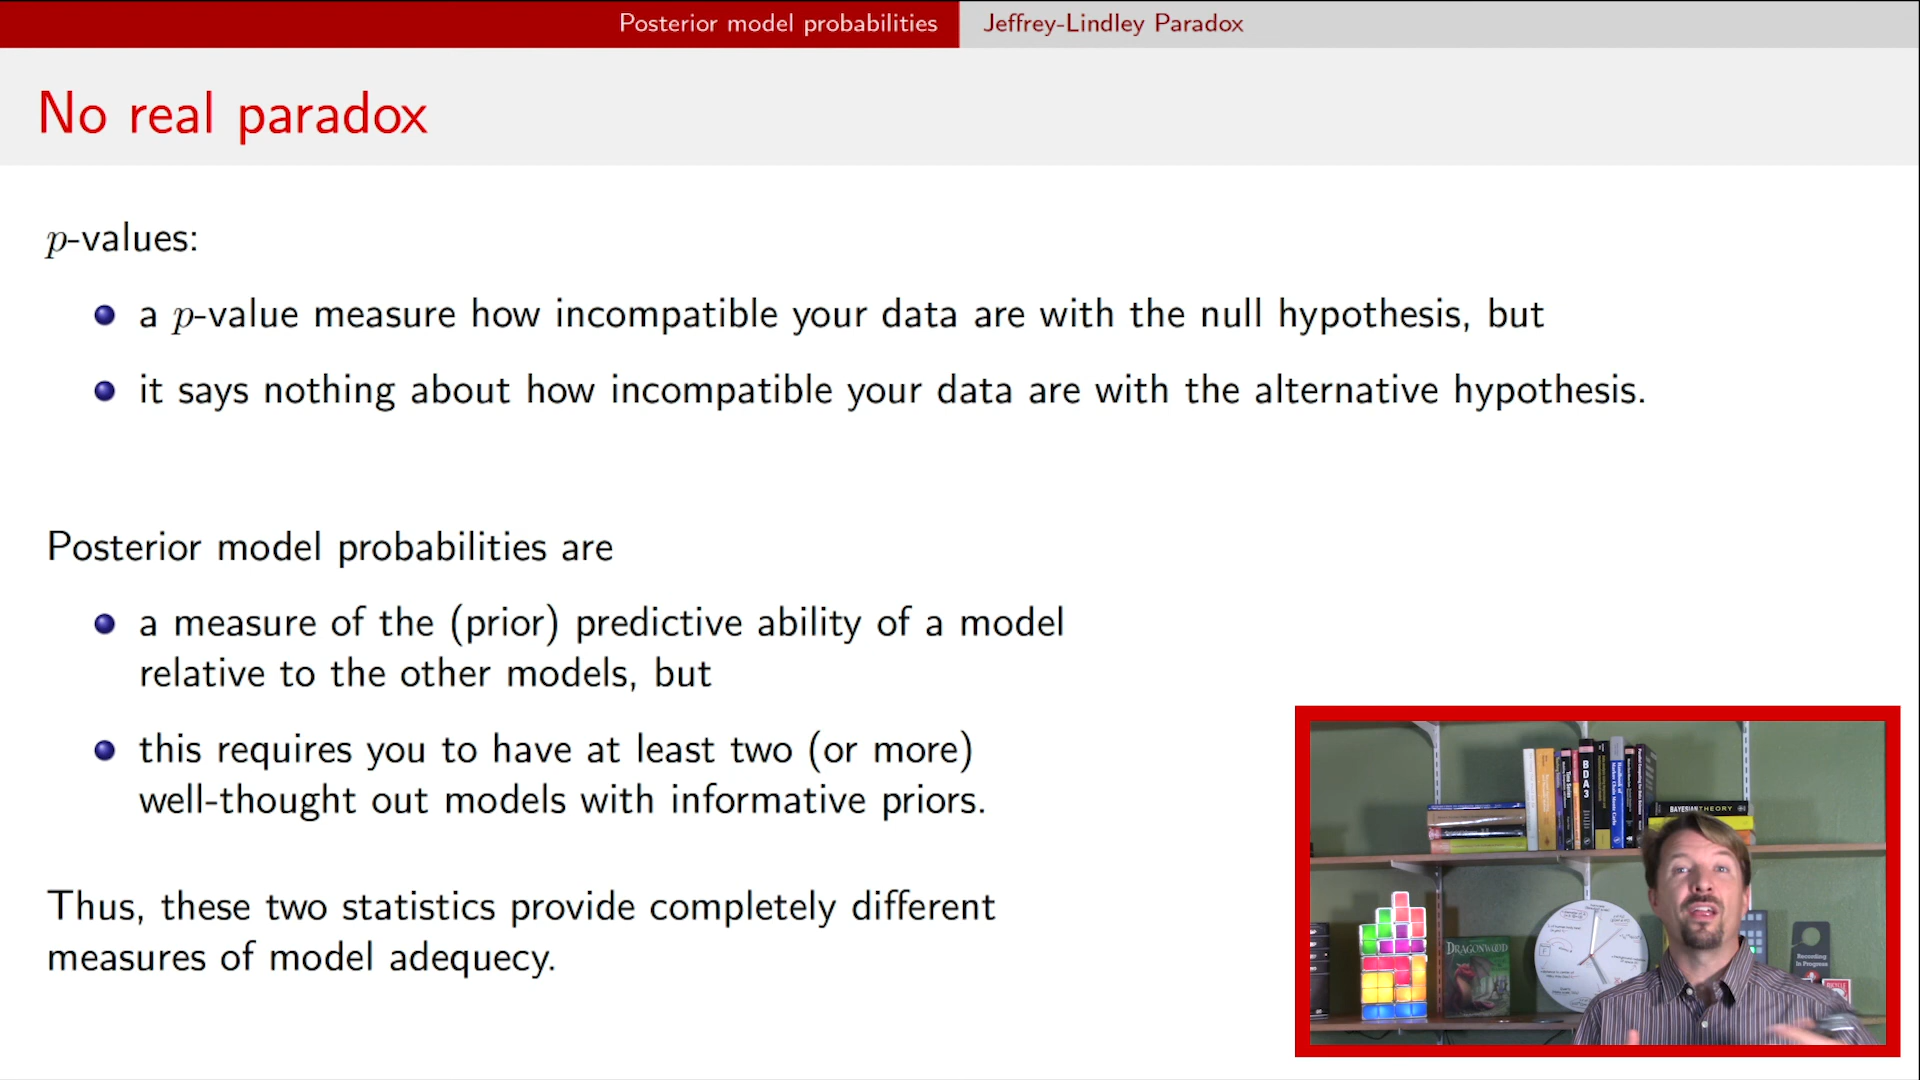 Posterior model probabilities
Jeffrey-Lindley Paradox
No real paradox
p-values:
a p-value measure how incompatible your data are with the null hypothesis, but
it says nothing about how incompatible your data are with the alternative hypothesis.
Posterior model probabilities are
a measure of the (prior) predictive ability of a model
relative to the other models, but
this requires you to have at least two (or more)
well-thought out models with informative priors.
Thus, these two statistics provide completely different
measures of model adequecy.
BDA3
BAYESIAN THEORY
DRAGONWOOD
Recording
In Progress
BICYCLE